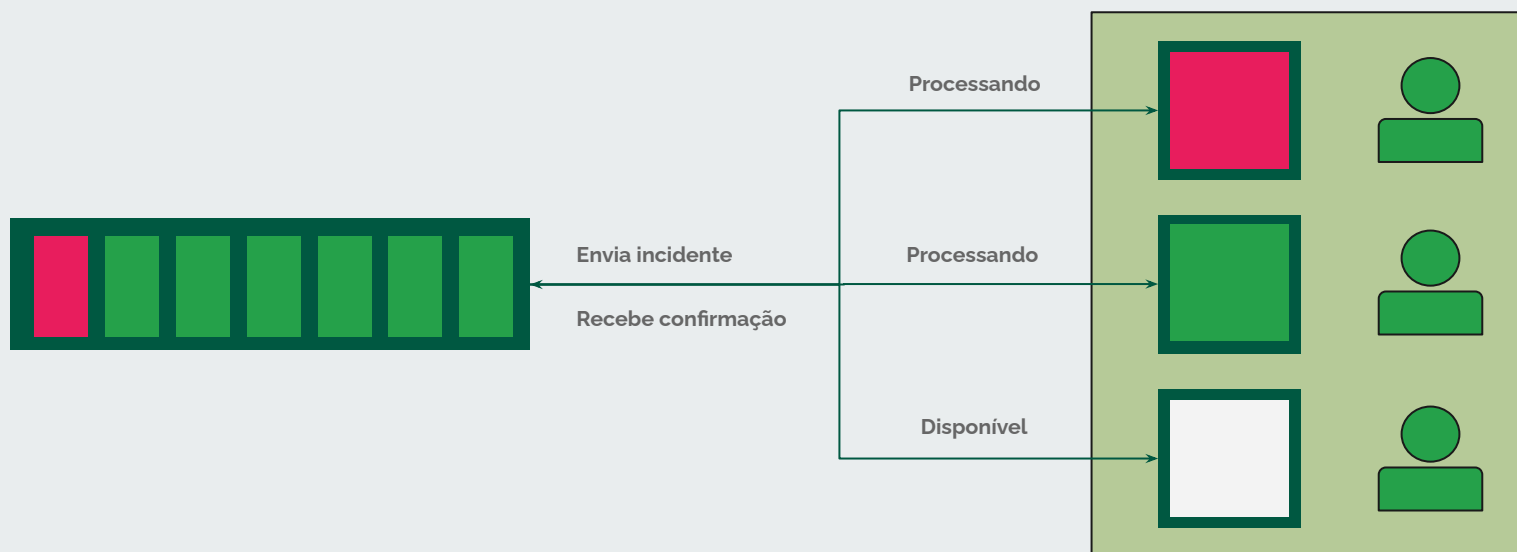 Processando
Envia incidente
Processando
Recebe confirmação
Disponível